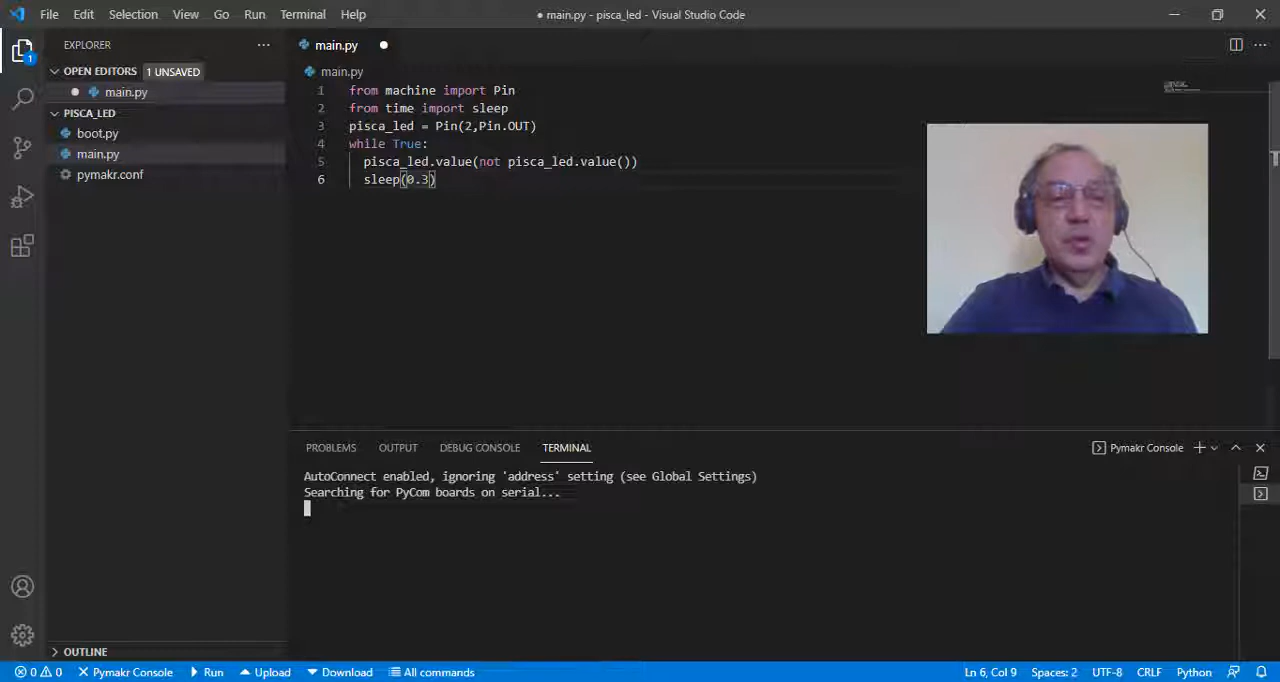 File Edit Selection View Go Run Terminal Help ● main.py - pisca_led - Visual Studio Code
EXPLORER ···
1
OPEN EDITORS 1 UNSAVED
● main.py
PISCA_LED
boot.py
main.py
pymakr.conf
OUTLINE
main.py ● ···
main.py
1 from machine import Pin
2 from time import sleep
3 pisca_led = Pin(2,Pin.OUT)
4 while True:
5 pisca_led.value(not pisca_led.value())
6 sleep(0.3)
PROBLEMS OUTPUT DEBUG CONSOLE TERMINAL Pymakr Console
AutoConnect enabled, ignoring 'address' setting (see Global Settings)
Searching for PyCom boards on serial...
0 0 Pymakr Console Run Upload Download All commands Ln 6, Col 9 Spaces: 2 UTF-8 CRLF Python